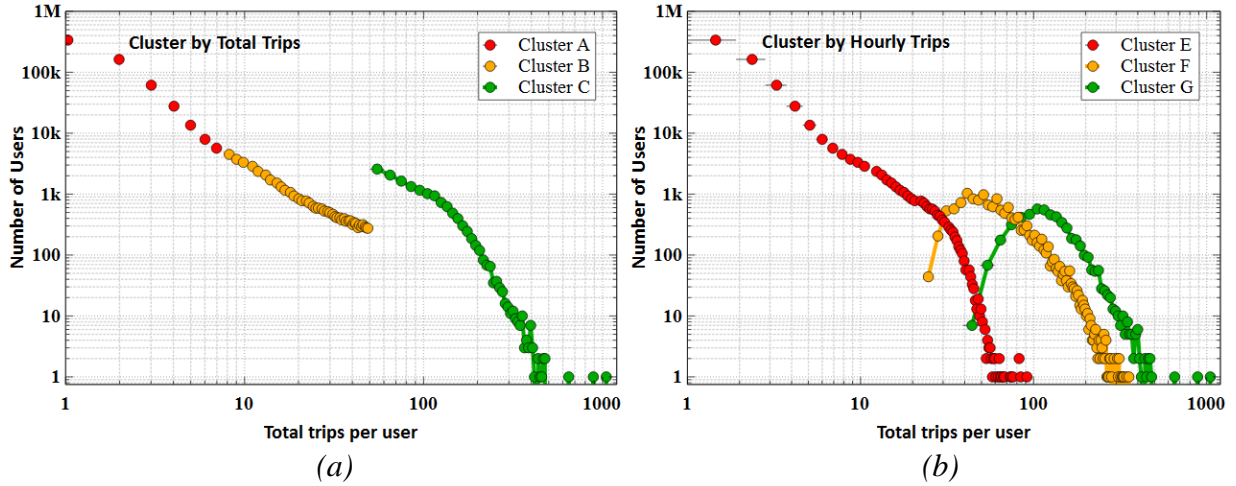 1M
100k
10k
1k
100
10
1
Number of Users
Cluster by Total Trips
Cluster A
Cluster B
Cluster C
1 10 100 1000
Total trips per user
(a)
1M
100k
10k
1k
100
10
1
Number of Users
Cluster by Hourly Trips
Cluster E
Cluster F
Cluster G
1 10 100 1000
Total trips per user
(b)